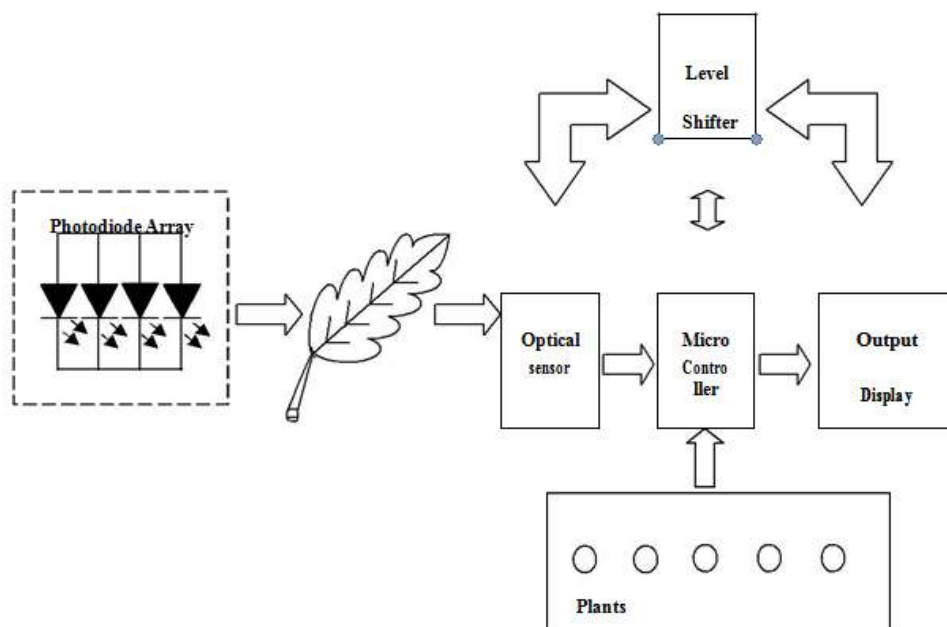 Level
Shifter
Photodiode Array
Optical
sensor
Micro
Contro
ller
Output
Display
Plants